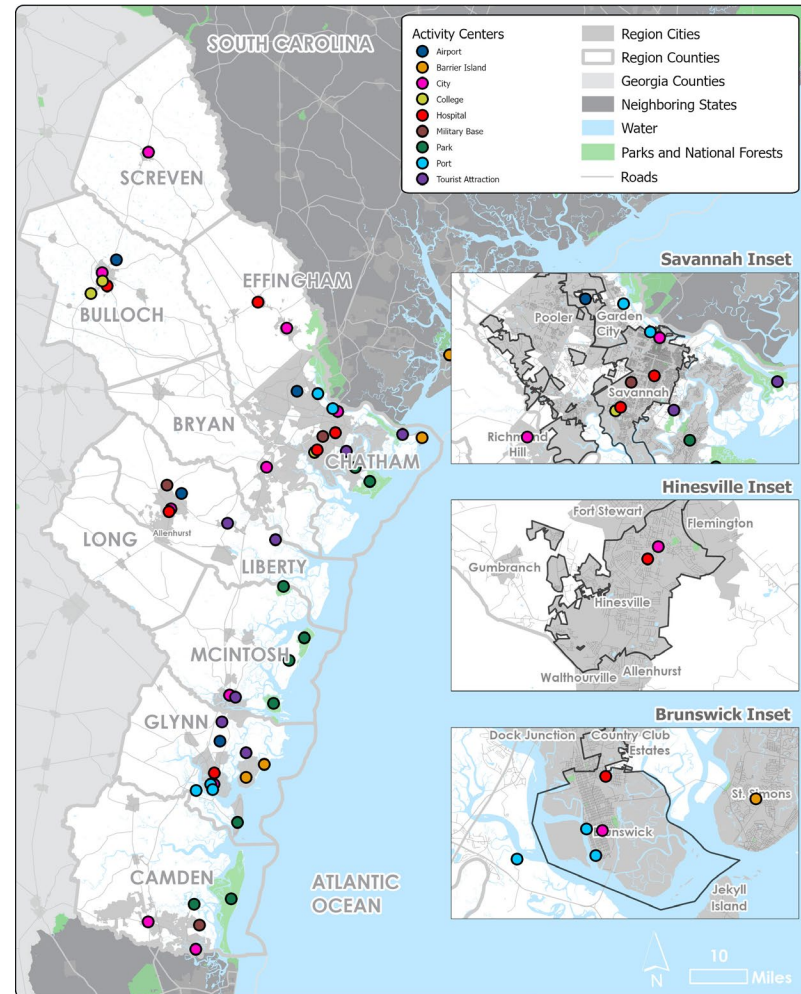 SOUTH CAROLINA
Activity Centers
Airport
Barrier Island
City
College
Hospital
Military Base
Park
Port
Tourist Attraction
Region Cities
Region Counties
Georgia Counties
Neighboring States
Water
Parks and National Forests
Roads
SCREVEN
EFFINGHAM
BULLOCH
BRYAN
CHATHAM
LONG
Allenhurst
LIBERTY
MCINTOSH
GLYNN
CAMDEN
ATLANTIC
OCEAN
Savannah Inset
Pooler
Garden
City
Savannah
Richmond
Hill
Hinesville Inset
Fort Stewart
Flemington
Gumbranch
Hinesville
Walthourville
Allenhurst
Brunswick Inset
Dock Junction
Country Club
Estates
St. Simons
Brunswick
Jekyll
Island
N
10
Miles